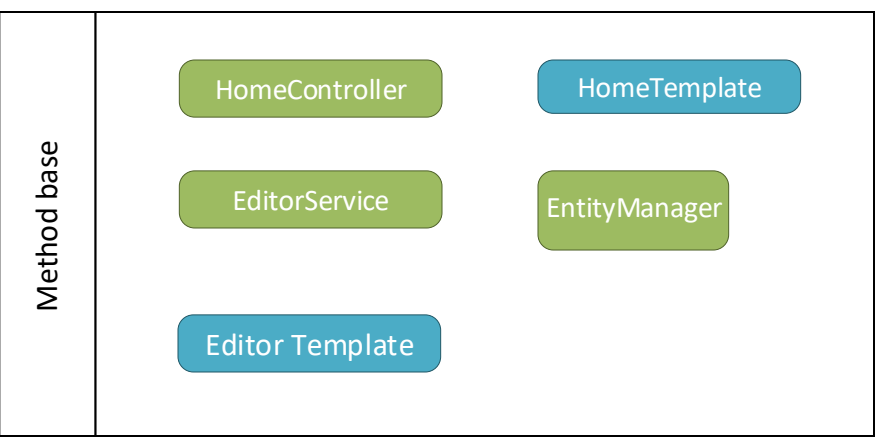 Method base
HomeController
HomeTemplate
EditorService
EntityManager
Editor Template